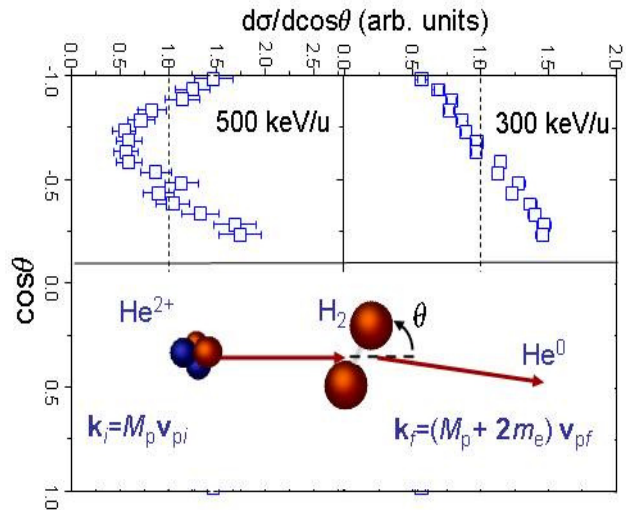 dσ/dcosθ (arb. units)
0.0 0.5 1.0 1.5 2.0 2.5 0.0 0.5 1.0 1.5 2.0
-1.0
500 keV/u 300 keV/u
-0.5
cosθ
0.0
He²⁺ H₂ θ
He⁰
0.5
kᵢ=Mₚvₚᵢ k_f=(Mₚ+ 2mₑ) vₚf
1.0